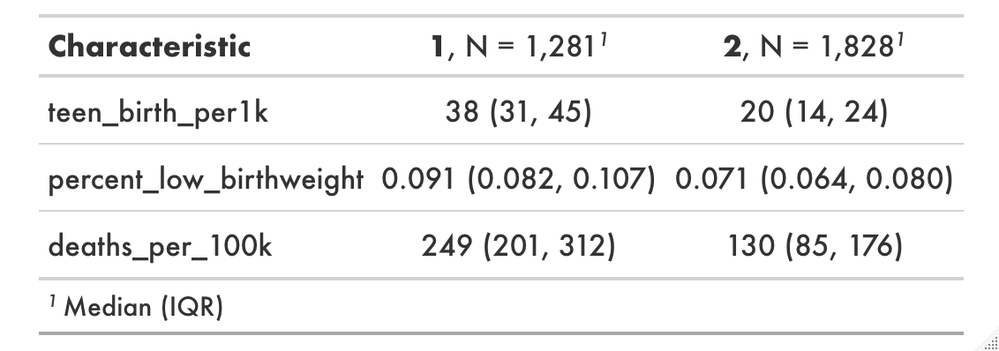 Characteristic 1, N = 1,281¹ 2, N = 1,828¹
teen_birth_per1k 38 (31, 45) 20 (14, 24)
percent_low_birthweight 0.091 (0.082, 0.107) 0.071 (0.064, 0.080)
deaths_per_100k 249 (201, 312) 130 (85, 176)
¹ Median (IQR)